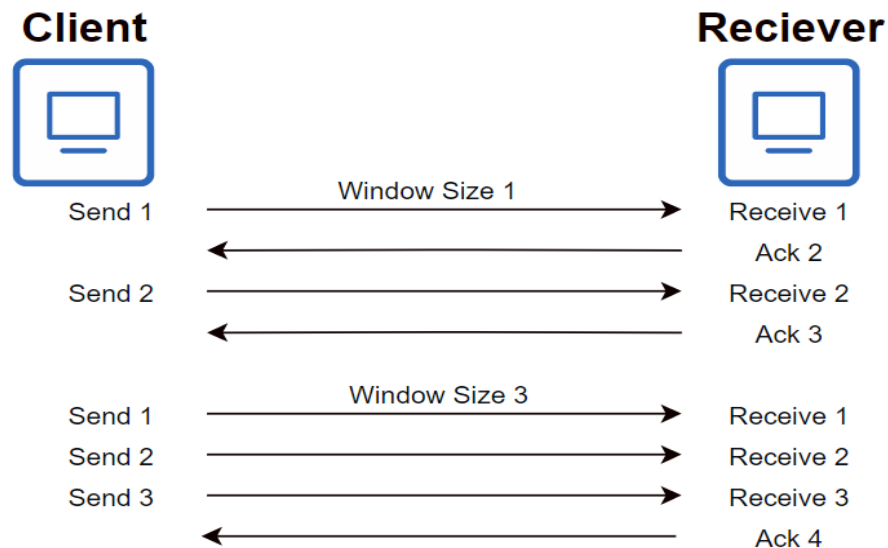 Client Reciever
Window Size 1
Send 1 Receive 1
Ack 2
Send 2 Receive 2
Ack 3
Window Size 3
Send 1 Receive 1
Send 2 Receive 2
Send 3 Receive 3
Ack 4